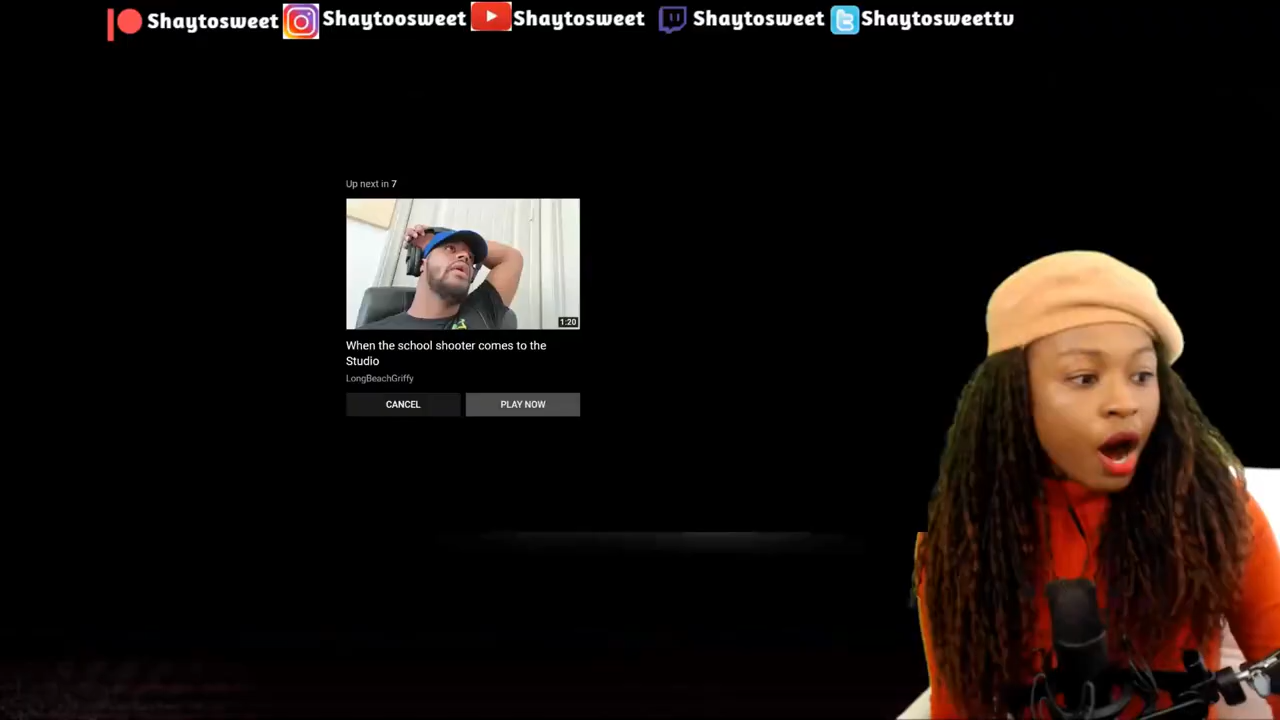 Shaytosweet Shaytoosweet Shaytosweet Shaytosweet Shaytosweettv
Up next in 7
1:20
When the school shooter comes to the
Studio
LongBeachGriffy
CANCEL PLAY NOW